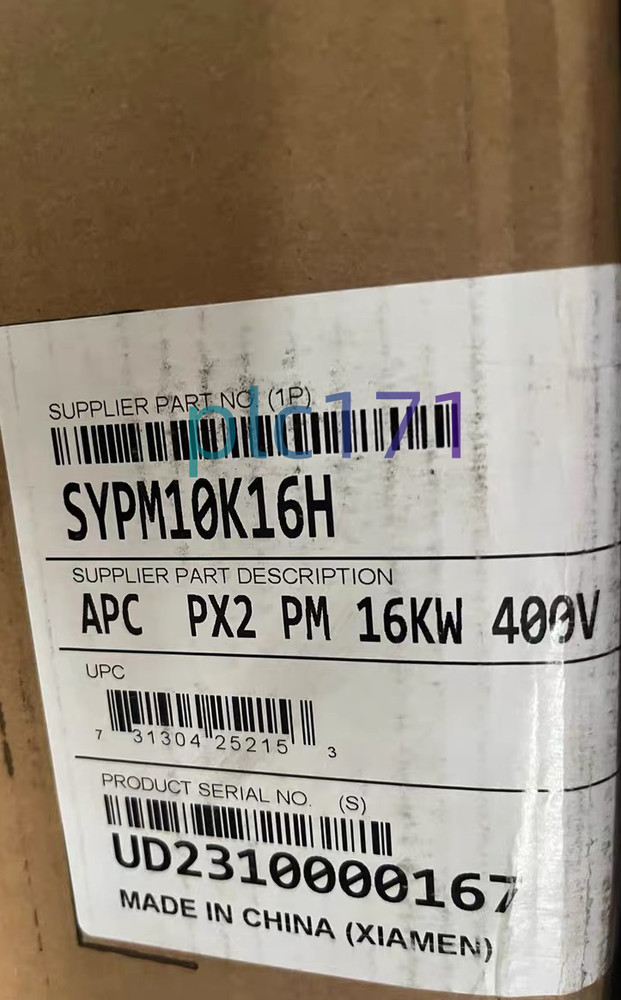 SUPPLIER PART NO. (1P)
plc171
SYPM10K16H
SUPPLIER PART DESCRIPTION
APC PX2 PM 16KW 400V
UPC
7 31304 25215 3
PRODUCT SERIAL NO. (S)
UD2310000167
MADE IN CHINA (XIAMEN)